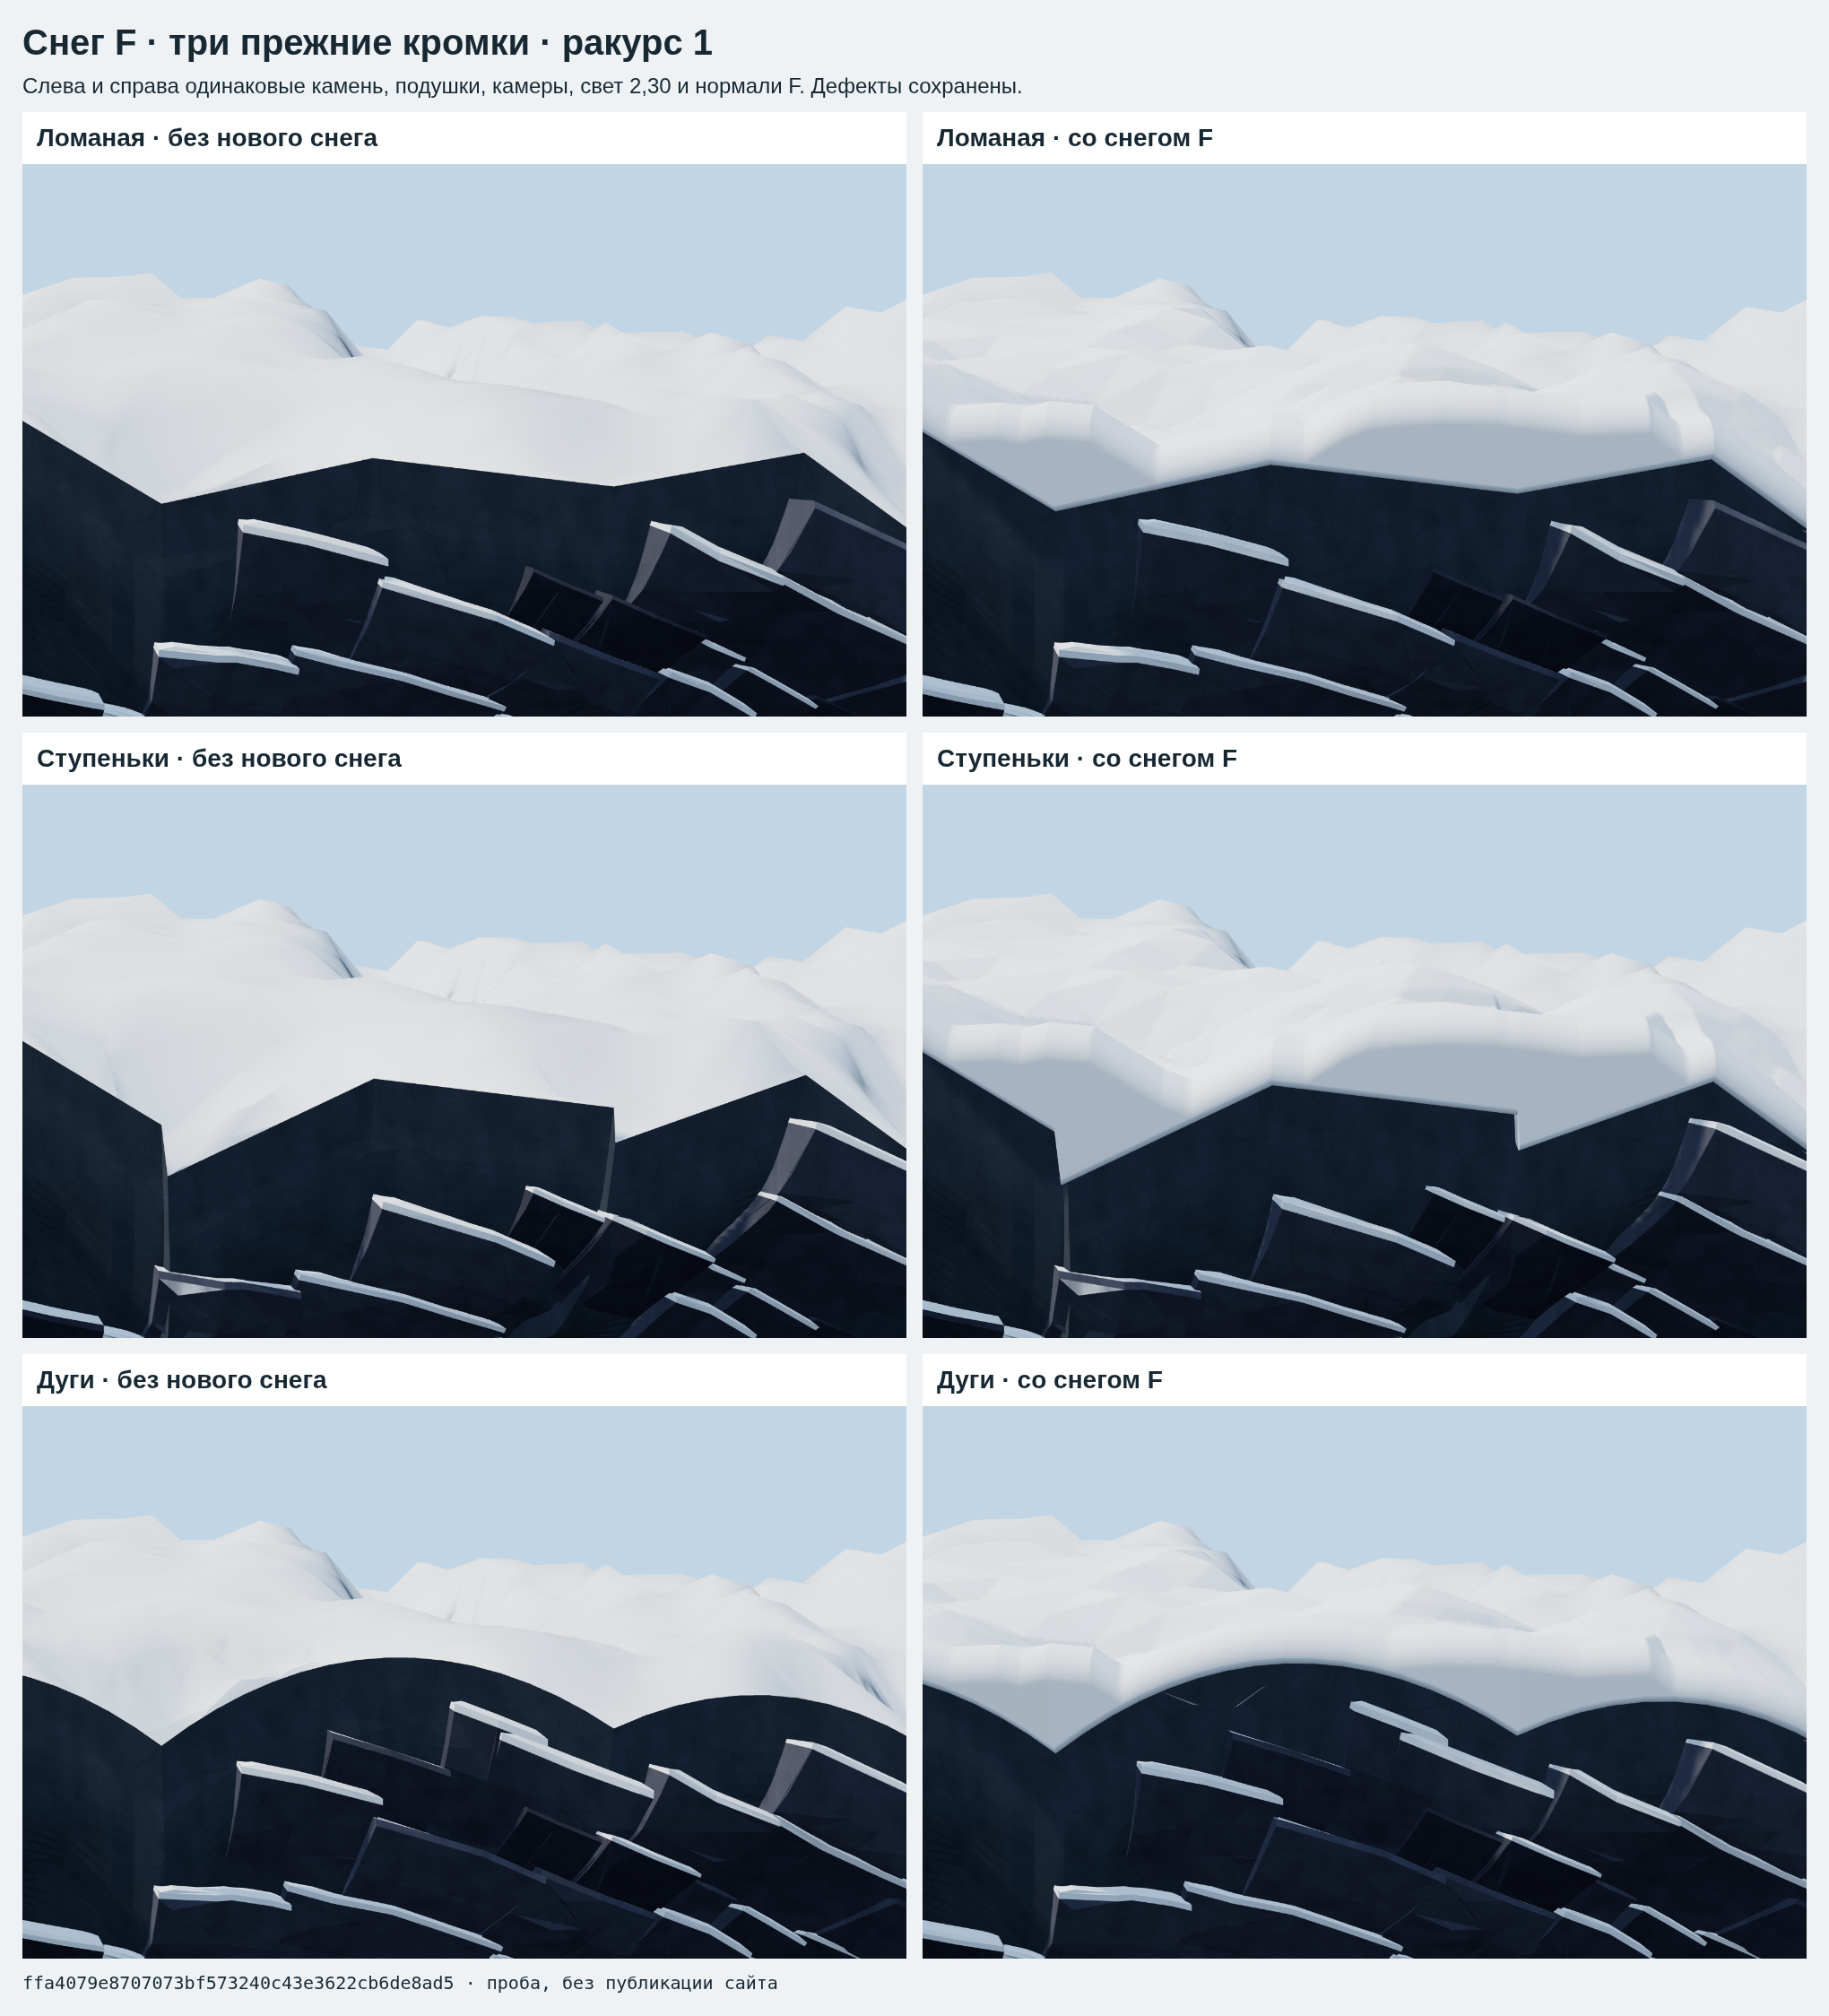 Снег F · три прежние кромки · ракурс 1
Слева и справа одинаковые камень, подушки, камеры, свет 2,30 и нормали F. Дефекты сохранены.
Ломаная · без нового снега
Ломаная · со снегом F
Ступеньки · без нового снега
Ступеньки · со снегом F
Дуги · без нового снега
Дуги · со снегом F
ffa4079e8707073bf573240c43e3622cb6de8ad5 · проба, без публикации сайта